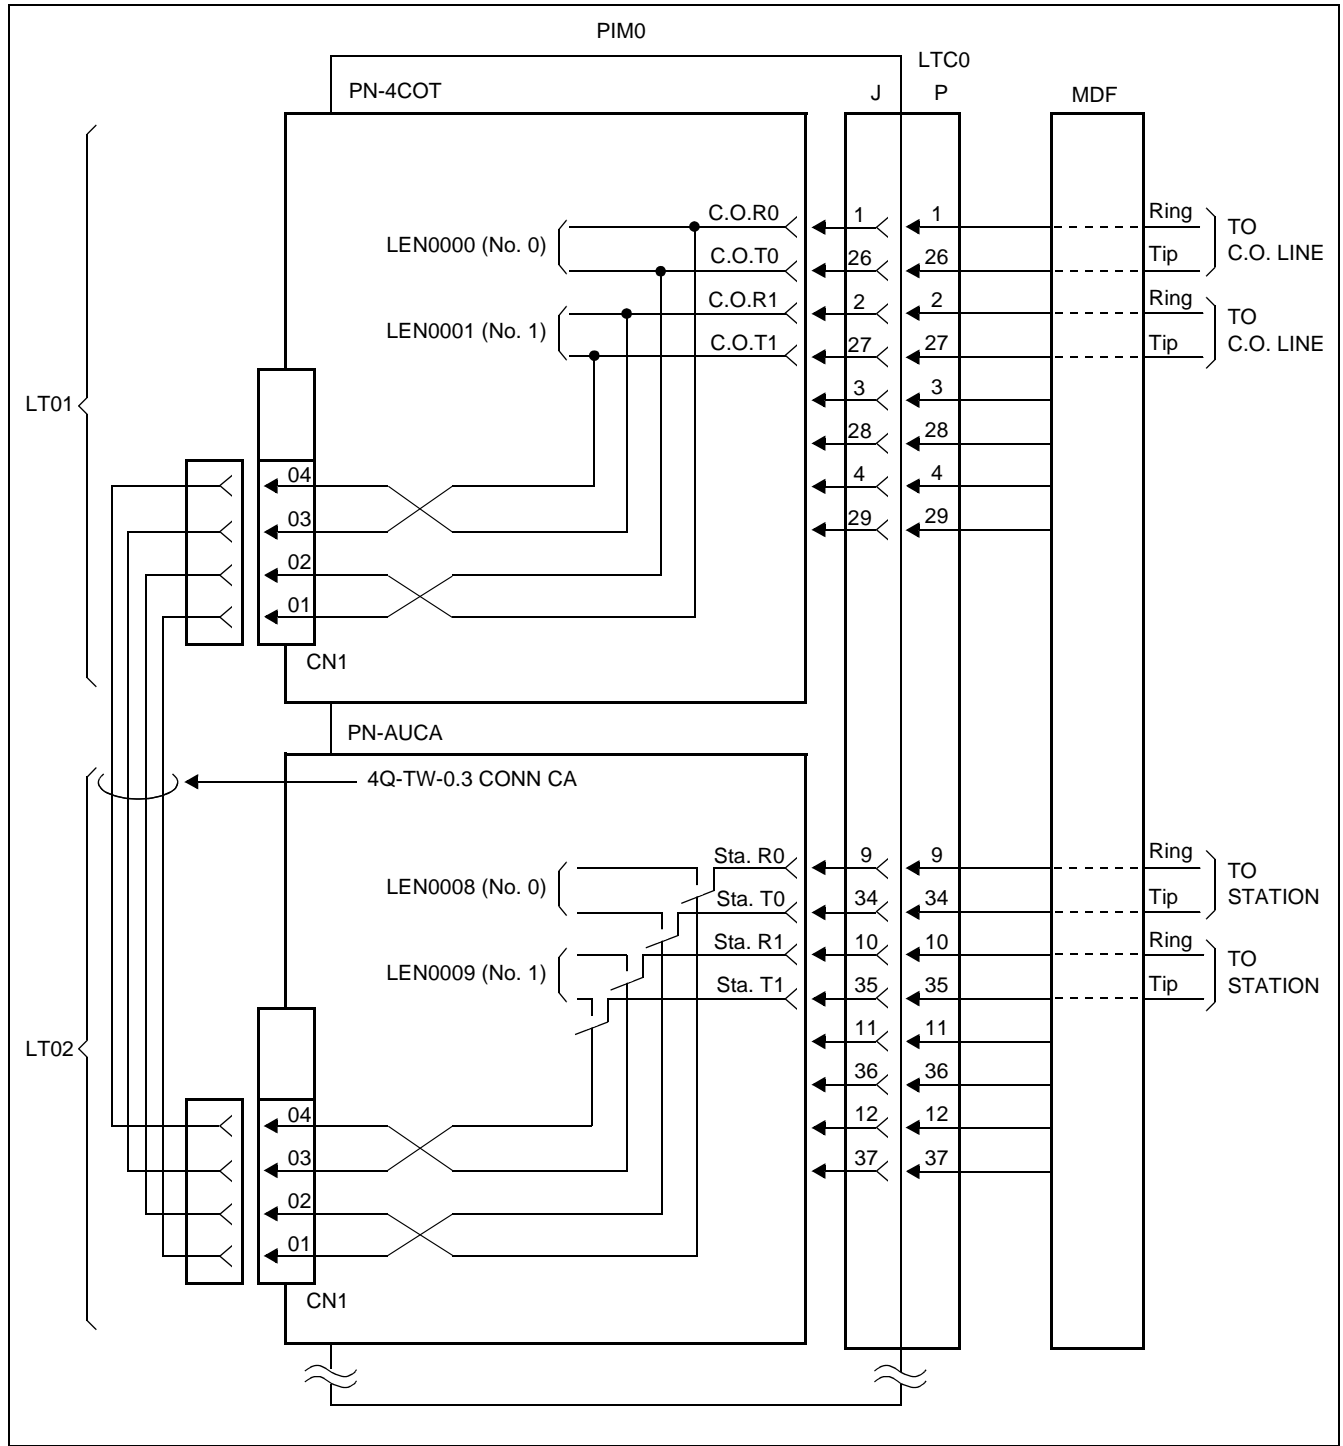 PIM0
LTC0
PN-4COT
J
P
MDF
C.O.R0
1
1
Ring
TO
C.O. LINE
LEN0000 (No. 0)
C.O.T0
26
26
Tip
C.O.R1
2
2
Ring
TO
C.O. LINE
LEN0001 (No. 1)
C.O.T1
27
27
Tip
3
3
LT01
28
28
04
4
4
03
29
29
02
01
CN1
PN-AUCA
4Q-TW-0.3 CONN CA
Sta. R0
9
9
Ring
TO
STATION
LEN0008 (No. 0)
Sta. T0
34
34
Tip
Sta. R1
10
10
Ring
TO
STATION
LEN0009 (No. 1)
Sta. T1
35
35
Tip
11
11
LT02
36
36
04
12
12
03
37
37
02
01
CN1